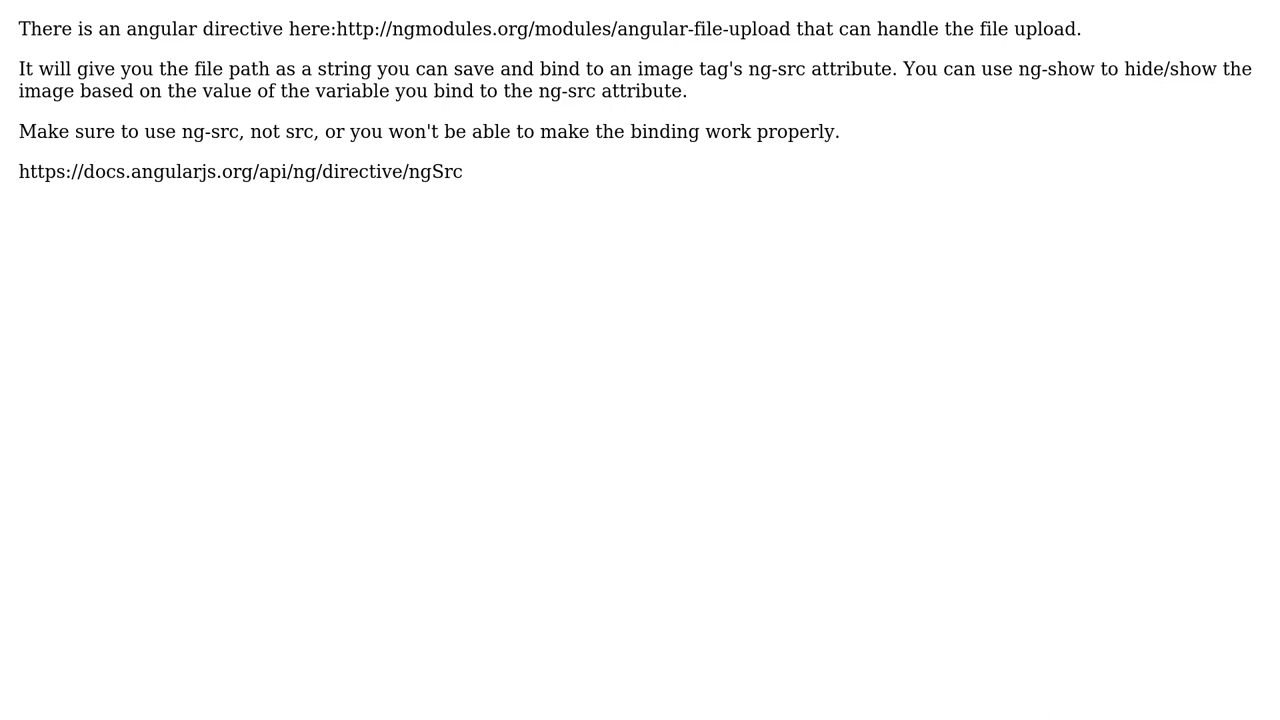 There is an angular directive here:http://ngmodules.org/modules/angular-file-upload that can handle the file upload.
It will give you the file path as a string you can save and bind to an image tag's ng-src attribute. You can use ng-show to hide/show the
image based on the value of the variable you bind to the ng-src attribute.
Make sure to use ng-src, not src, or you won't be able to make the binding work properly.
https://docs.angularjs.org/api/ng/directive/ngSrc